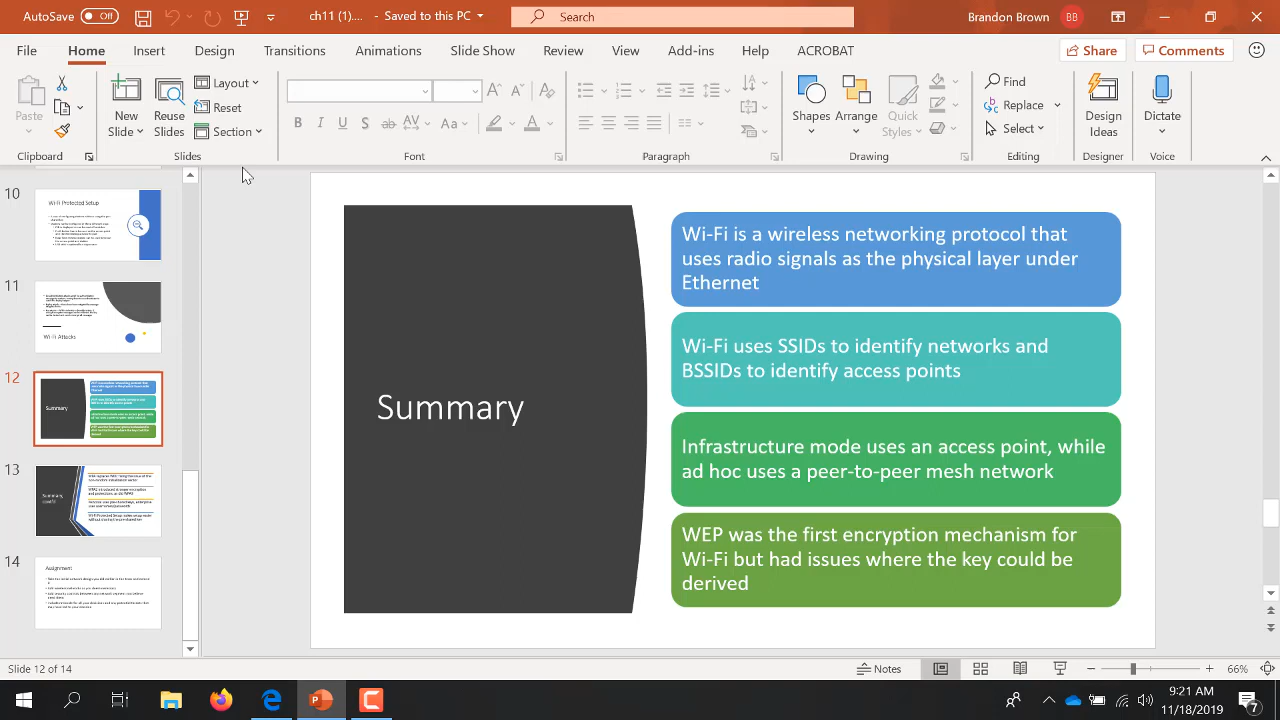 AutoSave Off ch11 (1).... - Saved to this PC Search Brandon Brown BB
File Home Insert Design Transitions Animations Slide Show Review View Add-ins Help ACROBAT Share Comments
Paste
Clipboard
New
Slide
Reuse
Slides
Layout
Reset
Section
Slides
B I U S ab AV Aa A
Font
Paragraph
Shapes
Arrange
Quick
Styles
Drawing
Find
Replace
Select
Editing
Design
Ideas
Designer
Dictate
Voice
10
Wi-Fi Protected Setup
11
Wi-Fi Attacks
12
Summary
13
Summary
14
Assignment
Summary
Wi-Fi is a wireless networking protocol that
uses radio signals as the physical layer under
Ethernet
Wi-Fi uses SSIDs to identify networks and
BSSIDs to identify access points
Infrastructure mode uses an access point, while
ad hoc uses a peer-to-peer mesh network
WEP was the first encryption mechanism for
Wi-Fi but had issues where the key could be
derived
Slide 12 of 14 Notes 66%
9:21 AM
11/18/2019
7